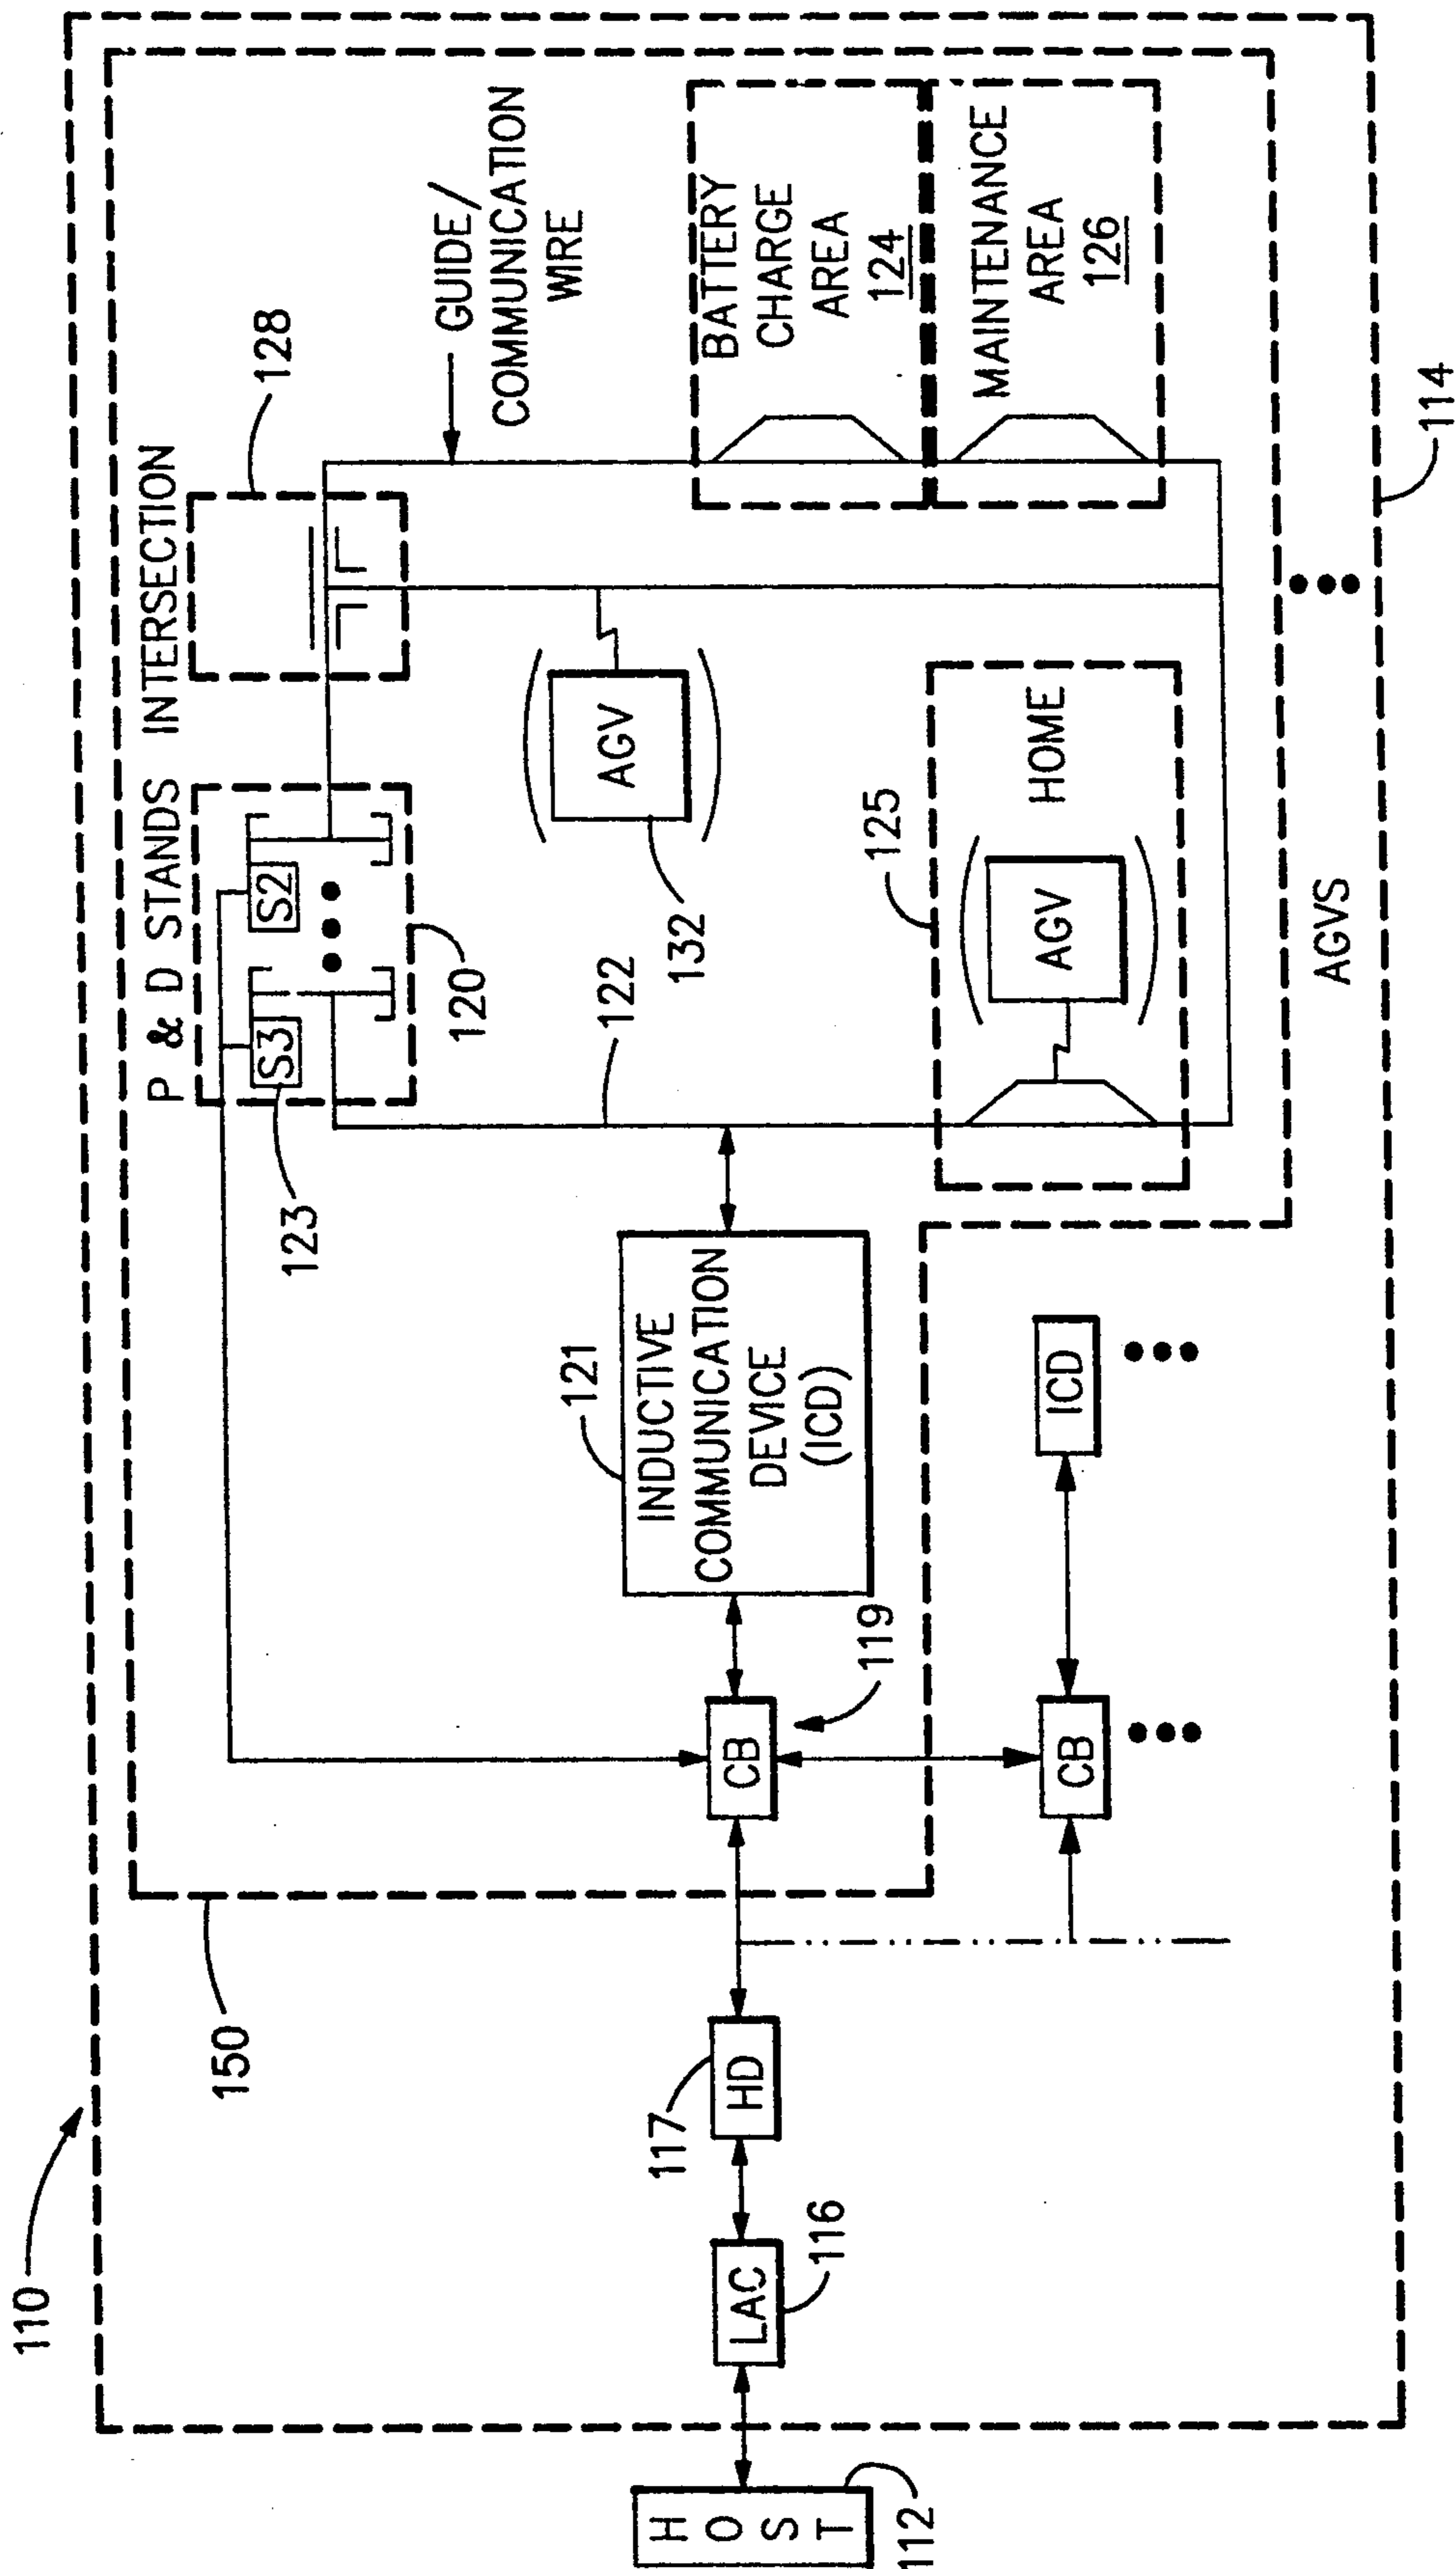 110
150
P & D STANDS
INTERSECTION
128
S3
S2
123
120
GUIDE/
COMMUNICATION
WIRE
122
AGV
132
BATTERY
CHARGE
AREA
124
MAINTENANCE
AREA
126
121
INDUCTIVE
COMMUNICATION
DEVICE
(ICD)
125
HOME
AGV
HOST
112
LAC
116
117
HD
CB
119
CB
ICD
AGVS
114